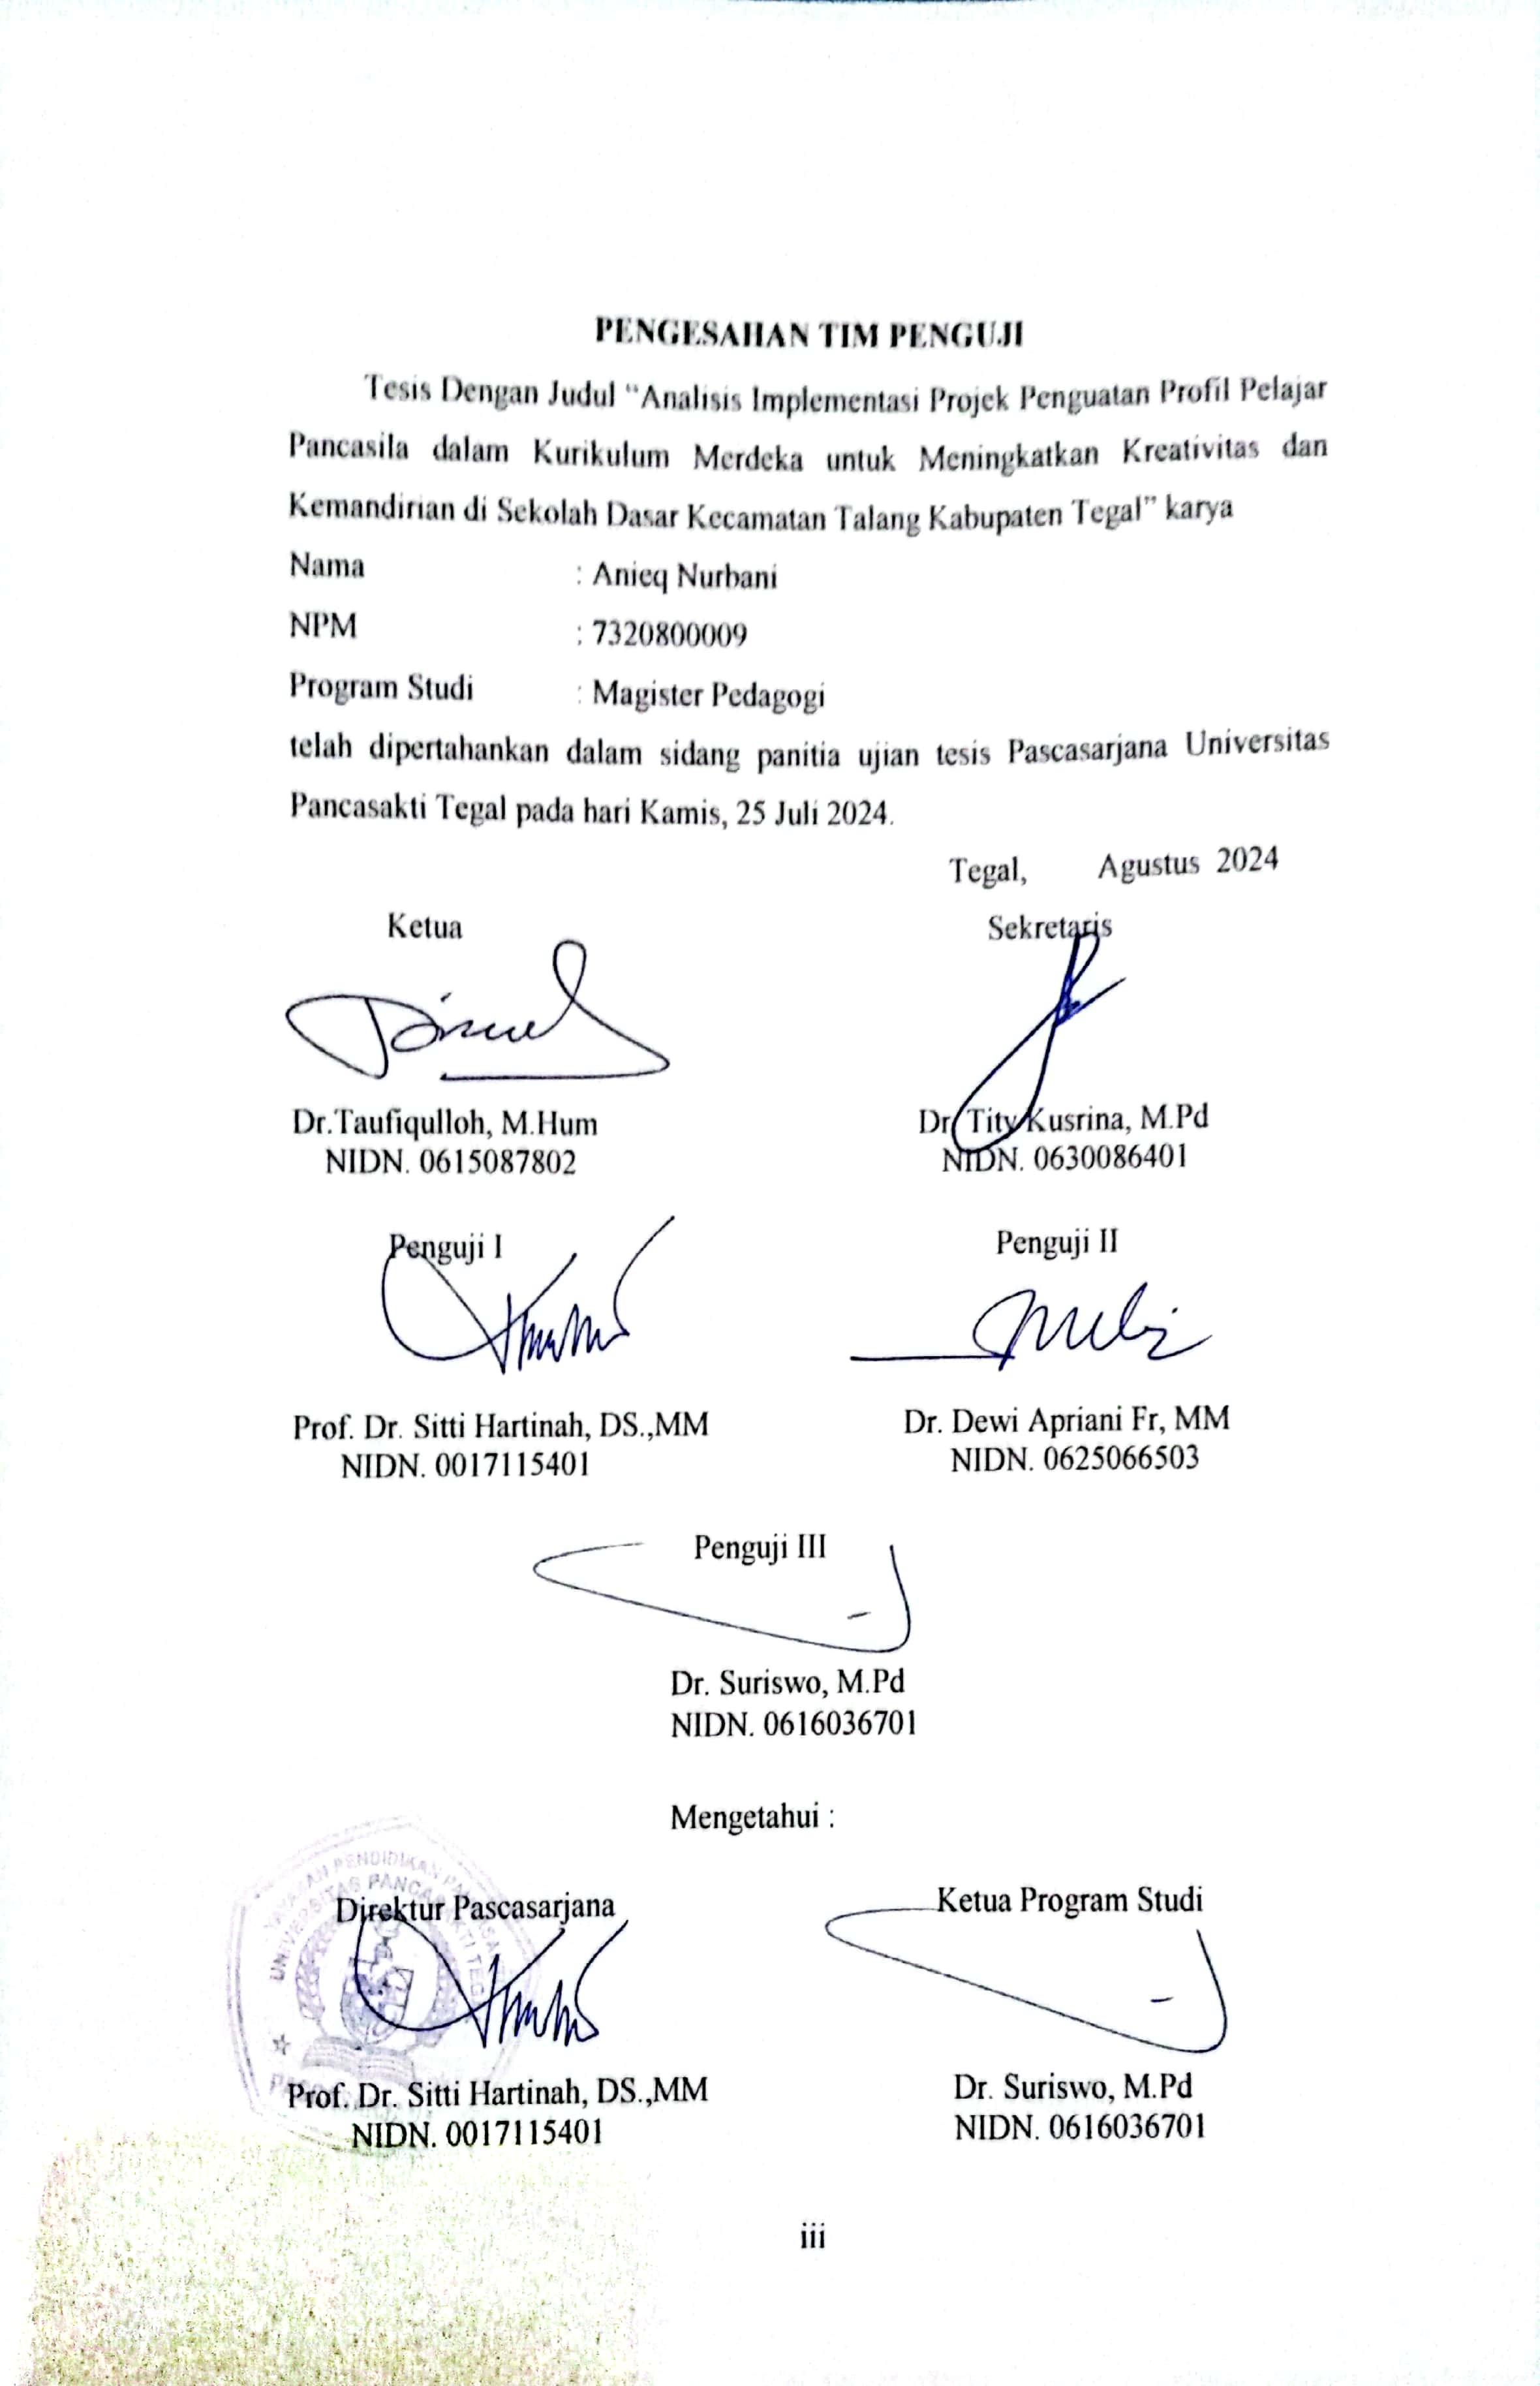 PENGESAHAN TIM PENGUJI
Tesis Dengan Judul “Analisis Implementasi Projek Penguatan Profil Pelajar
Pancasila dalam Kurikulum Merdeka untuk Meningkatkan Kreativitas dan
Kemandirian di Sekolah Dasar Kecamatan Talang Kabupaten Tegal” karya
Nama : Anieq Nurbani
NPM : 7320800009
Program Studi : Magister Pedagogi
telah dipertahankan dalam sidang panitia ujian tesis Pascasarjana Universitas
Pancasakti Tegal pada hari Kamis, 25 Juli 2024.
Tegal, Agustus 2024
Ketua Sekretaris
Dr.Taufiqulloh, M.Hum Dr. Tity Kusrina, M.Pd
NIDN. 0615087802 NIDN. 0630086401
Penguji I Penguji II
Prof. Dr. Sitti Hartinah, DS.,MM Dr. Dewi Apriani Fr, MM
NIDN. 0017115401 NIDN. 0625066503
Penguji III
Dr. Suriswo, M.Pd
NIDN. 0616036701
Mengetahui :
PENDIDIKAN
UNIVERSITAS
Direktur Pascasarjana Ketua Program Studi
Prof. Dr. Sitti Hartinah, DS.,MM Dr. Suriswo, M.Pd
NIDN. 0017115401 NIDN. 0616036701
iii